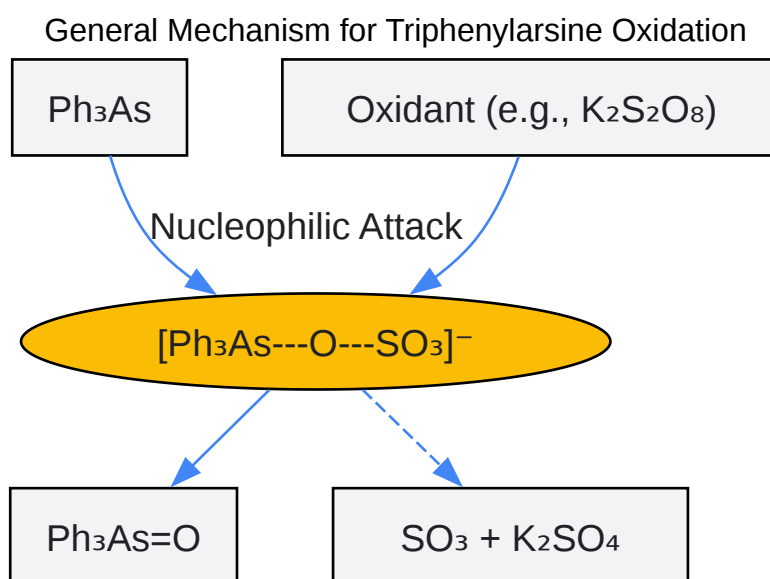 General Mechanism for Triphenylarsine Oxidation
Ph₃As
Oxidant (e.g., K₂S₂O₈)
Nucleophilic Attack
[Ph₃As---O---SO₃]⁻
Ph₃As=O
SO₃ + K₂SO₄